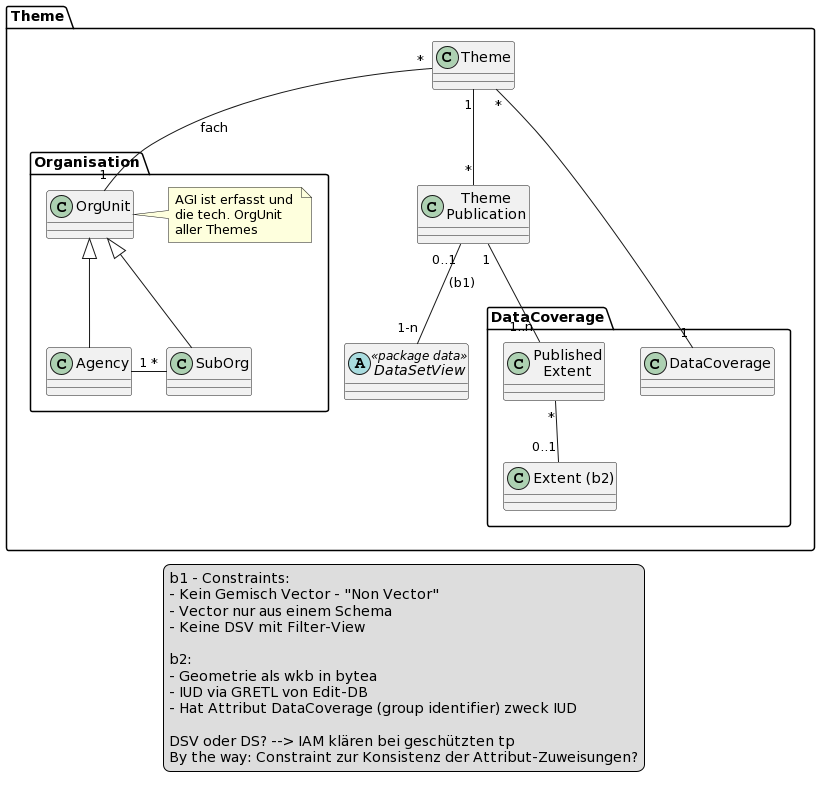 Theme
C Theme
*
1
*
fach
Organisation
1
*
C OrgUnit
AGI ist erfasst und
die tech. OrgUnit
aller Themes
C Theme
Publication
0..1
1
(b1)
DataCoverage
1-n
1..n
1
C Agency
1 *
C SubOrg
A «package data»
DataSetView
C Published
Extent
C DataCoverage
*
0..1
C Extent (b2)
b1 - Constraints:
- Kein Gemisch Vector - "Non Vector"
- Vector nur aus einem Schema
- Keine DSV mit Filter-View
b2:
- Geometrie als wkb in bytea
- IUD via GRETL von Edit-DB
- Hat Attribut DataCoverage (group identifier) zweck IUD
DSV oder DS? --> IAM klären bei geschützten tp
By the way: Constraint zur Konsistenz der Attribut-Zuweisungen?